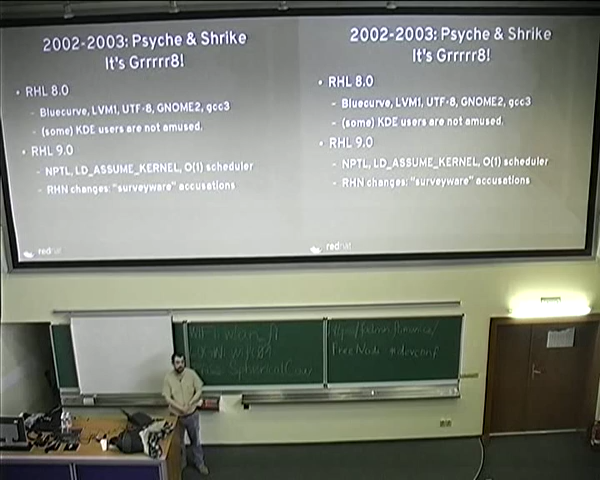 2002-2003: Psyche & Shrike
It's Grrrrr8!
• RHL 8.0
- Bluecurve, LVM1, UTF-8, GNOME2, gcc3
- (some) KDE users are not amused.
• RHL 9.0
- NPTL, LD_ASSUME_KERNEL, O(1) scheduler
- RHN changes: "surveyware" accusations
redhat
2002-2003: Psyche & Shrike
It's Grrrrr8!
• RHL 8.0
- Bluecurve, LVM1, UTF-8, GNOME2, gcc3
- (some) KDE users are not amused.
• RHL 9.0
- NPTL, LD_ASSUME_KERNEL, O(1) scheduler
- RHN changes: "surveyware" accusations
redhat
FreeNode #devconf